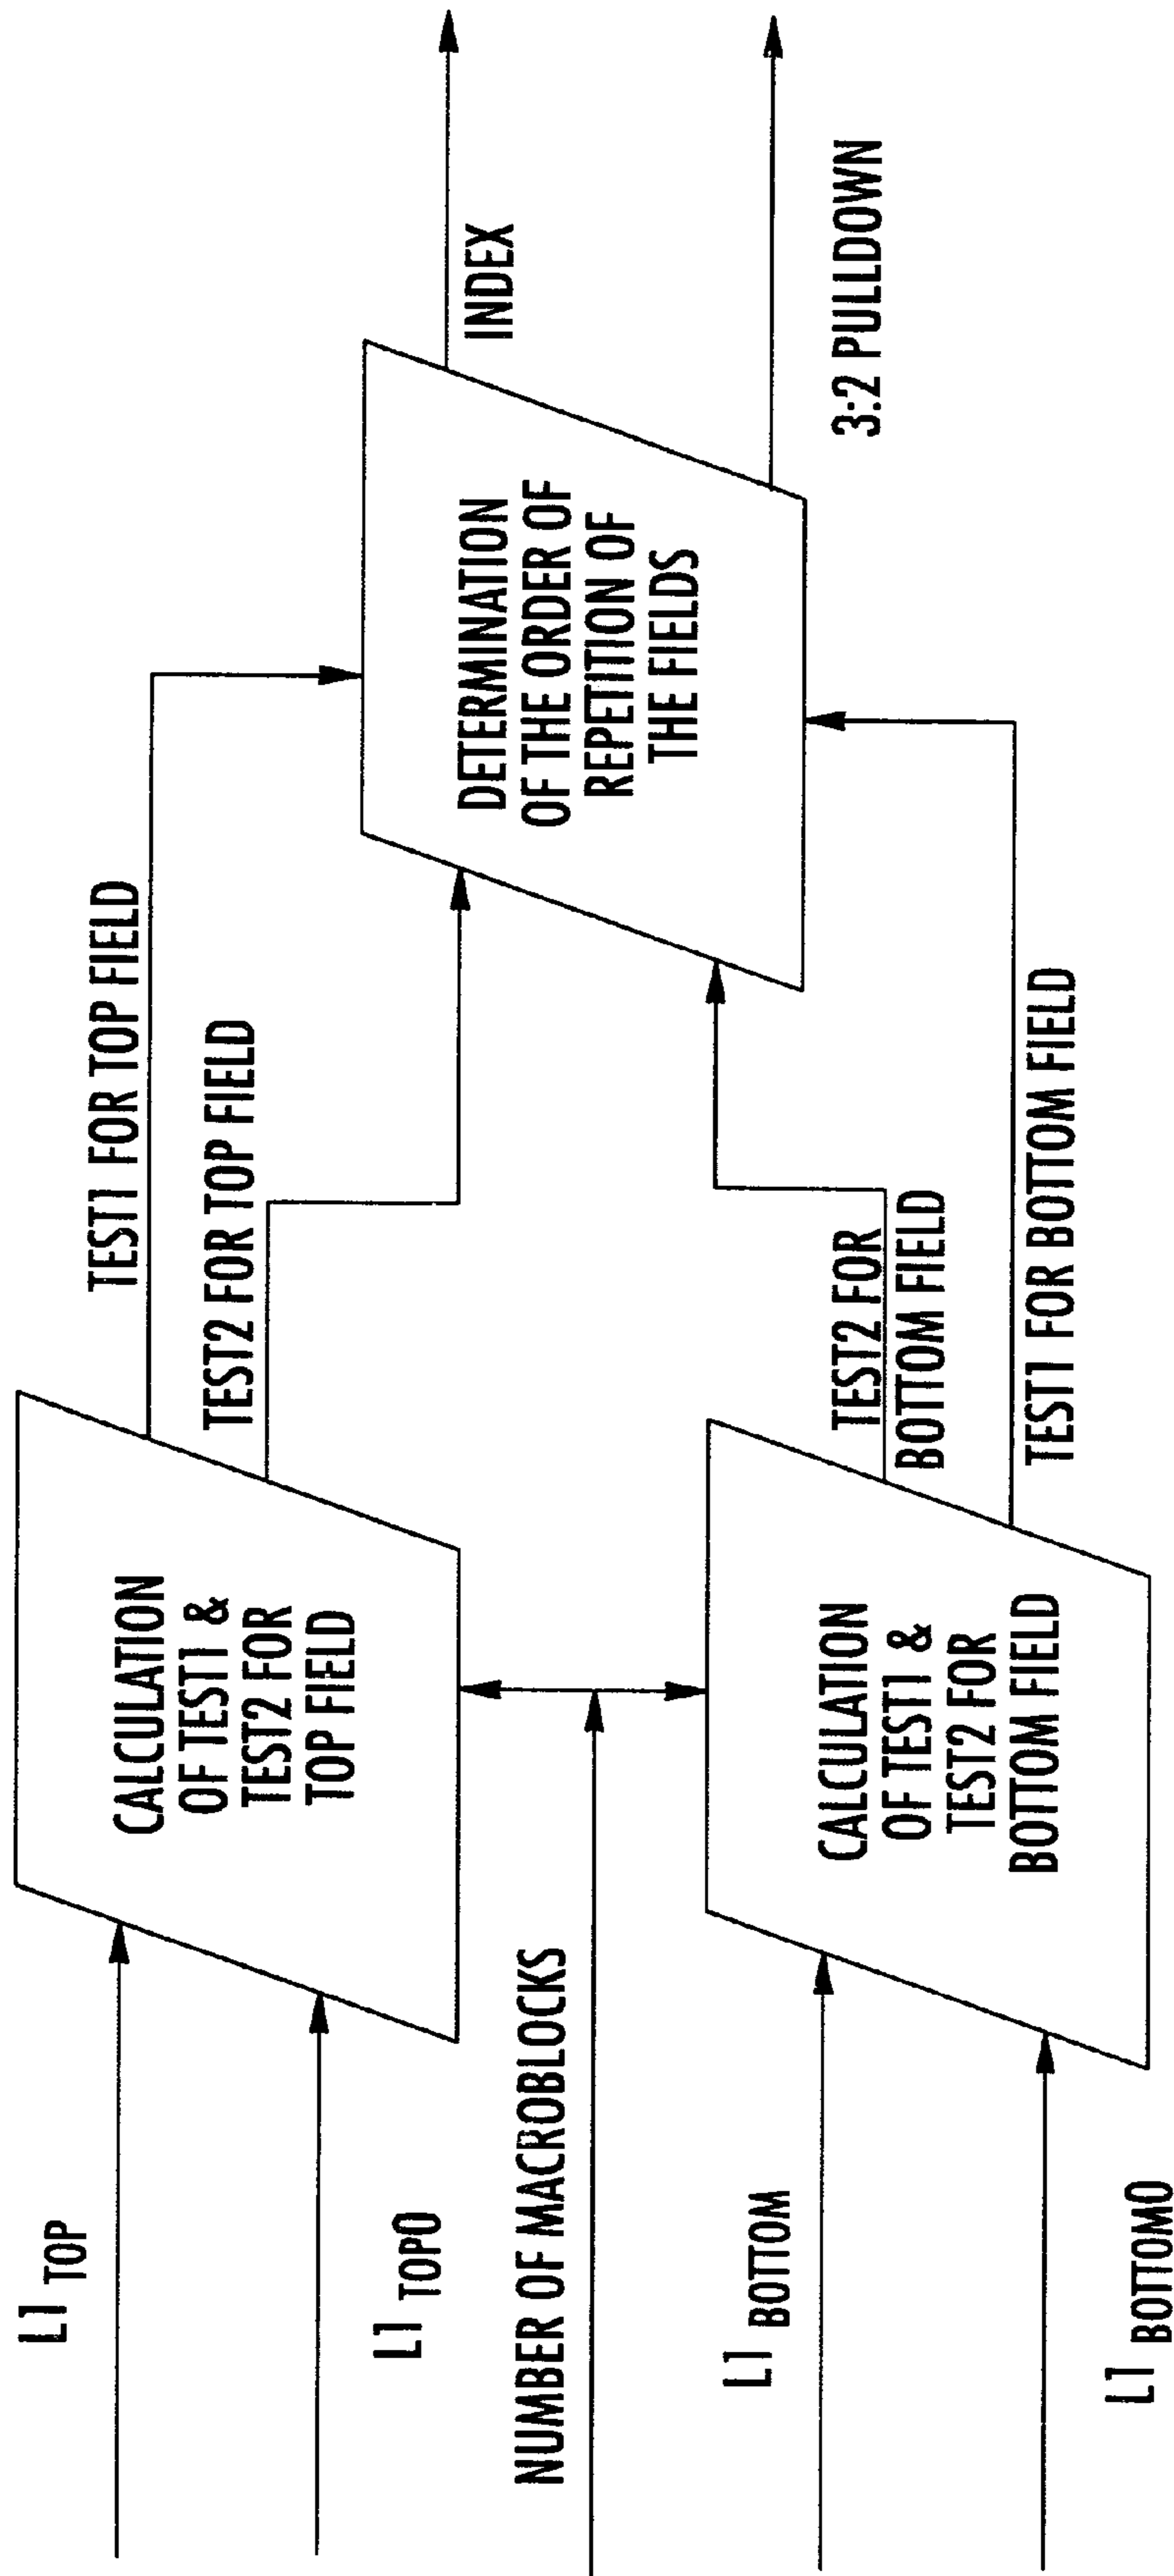 L1 TOP
L1 TOP0
NUMBER OF MACROBLOCKS
L1 BOTTOM
L1 BOTTOM0
CALCULATION
OF TEST1 &
TEST2 FOR
TOP FIELD
CALCULATION
OF TEST1 &
TEST2 FOR
BOTTOM FIELD
TEST1 FOR TOP FIELD
TEST2 FOR TOP FIELD
TEST2 FOR
BOTTOM FIELD
TEST1 FOR BOTTOM FIELD
DETERMINATION
OF THE ORDER OF
REPETITION OF
THE FIELDS
INDEX
3:2 PULLDOWN